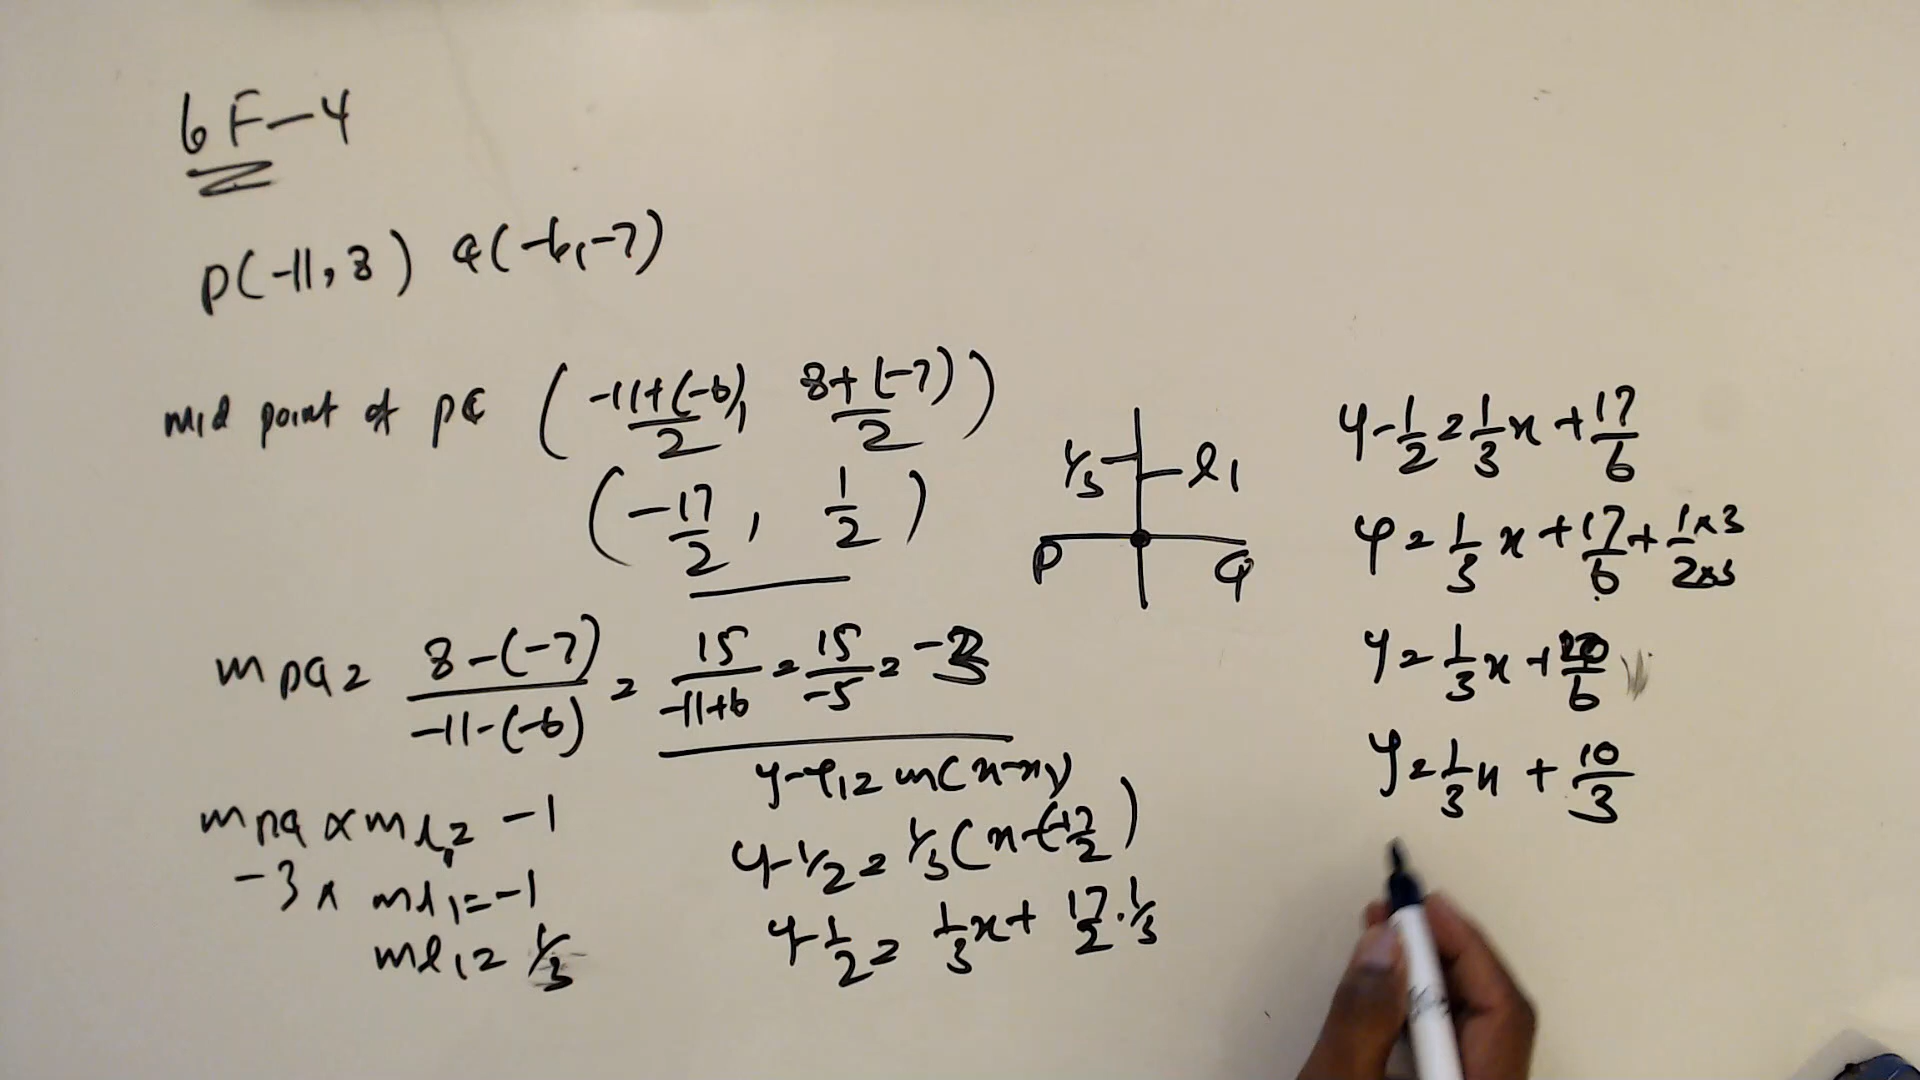 6F-4
P(-11, 8) Q(-6, -7)
Mid point of PQ (-11+(-6)/2, 8+(-7)/2)
(-17/2, 1/2)
mPQ = 8-(-7)/-11-(-6) = 15/-11+6 = 15/-5 = -3
mPQ × ml1 = -1
-3 × ml1 = -1
ml1 = 1/3
1/3 l1
P Q
y-y1 = m(x-x1)
y-1/2 = 1/3(x-(-17/2))
y-1/2 = 1/3x + 17/2 . 1/3
y-1/2 = 1/3x + 17/6
y = 1/3x + 17/6 + 1×3/2×3
y = 1/3x + 20/6
y = 1/3x + 10/3